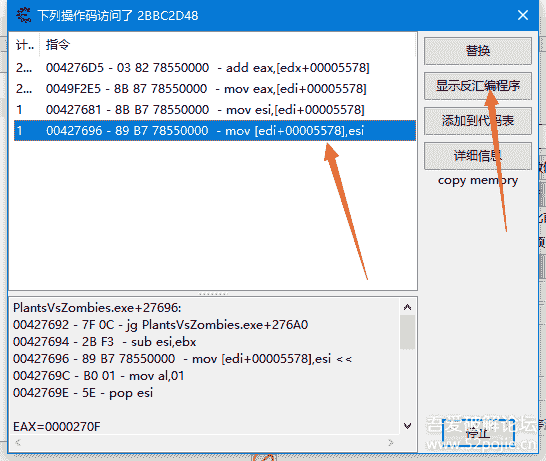 下列操作码访问了 2BBC2D48
计.. 指令
2... 004276D5 - 03 82 78550000 - add eax,[edx+00005578]
2... 0049F2E5 - 8B 87 78550000 - mov eax,[edi+00005578]
1 00427681 - 8B B7 78550000 - mov esi,[edi+00005578]
1 00427696 - 89 B7 78550000 - mov [edi+00005578],esi
替换
显示反汇编程序
添加到代码表
详细信息
copy memory
PlantsVsZombies.exe+27696:
00427692 - 7F 0C - jg PlantsVsZombies.exe+276A0
00427694 - 2B F3 - sub esi,ebx
00427696 - 89 B7 78550000 - mov [edi+00005578],esi <<
0042769C - B0 01 - mov al,01
0042769E - 5E - pop esi
EAX=0000270F
停止
吾爱破解论坛
www.52pojie.cn